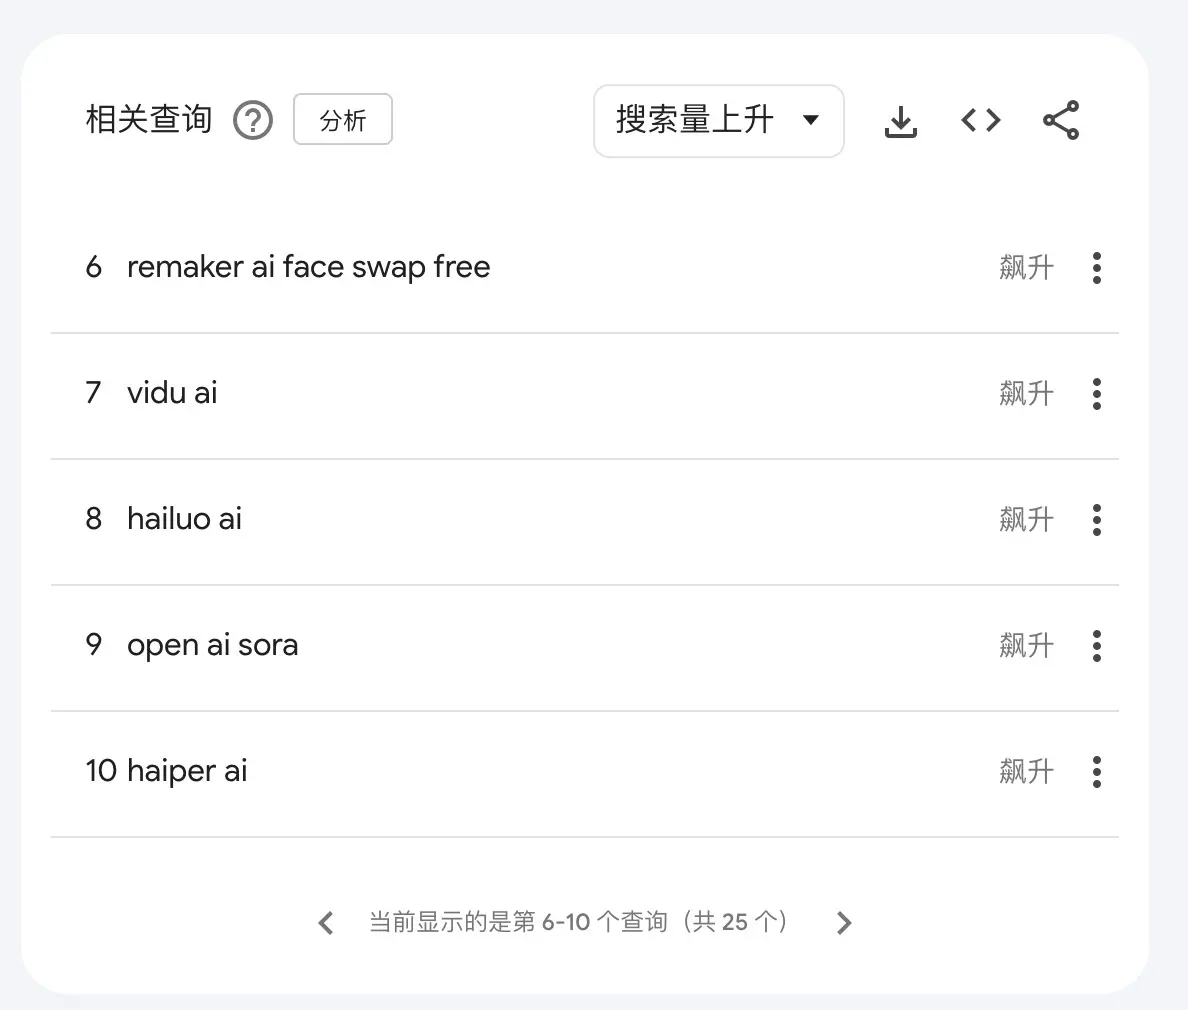 相关查询 ? 分析 搜索量上升
6 remaker ai face swap free 飙升
7 vidu ai 飙升
8 hailuo ai 飙升
9 open ai sora 飙升
10 haiper ai 飙升
当前显示的是第 6-10 个查询（共 25 个）